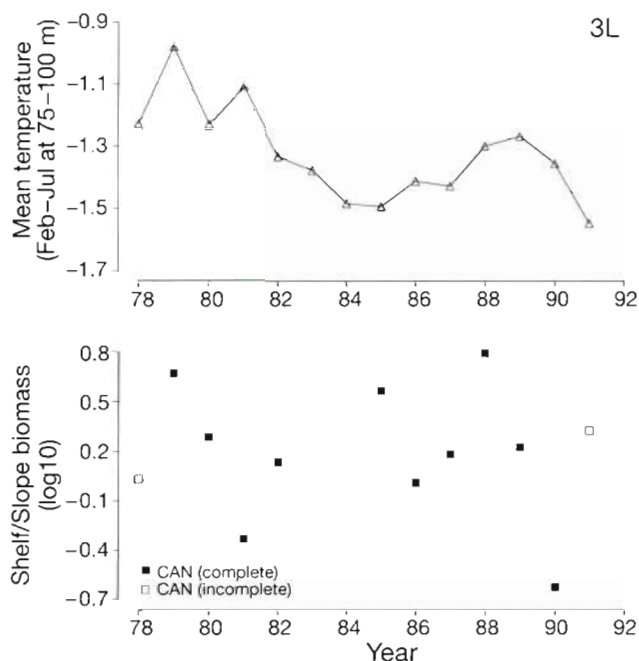 3L
Mean temperature
(Feb–Jul at 75–100 m)
−0.9
−1.1
−1.3
−1.5
−1.7
78 80 82 84 86 88 90 92
Shelf/Slope biomass
(log10)
0.8
0.5
0.2
−0.1
−0.4
−0.7
CAN (complete)
CAN (incomplete)
78 80 82 84 86 88 90 92
Year